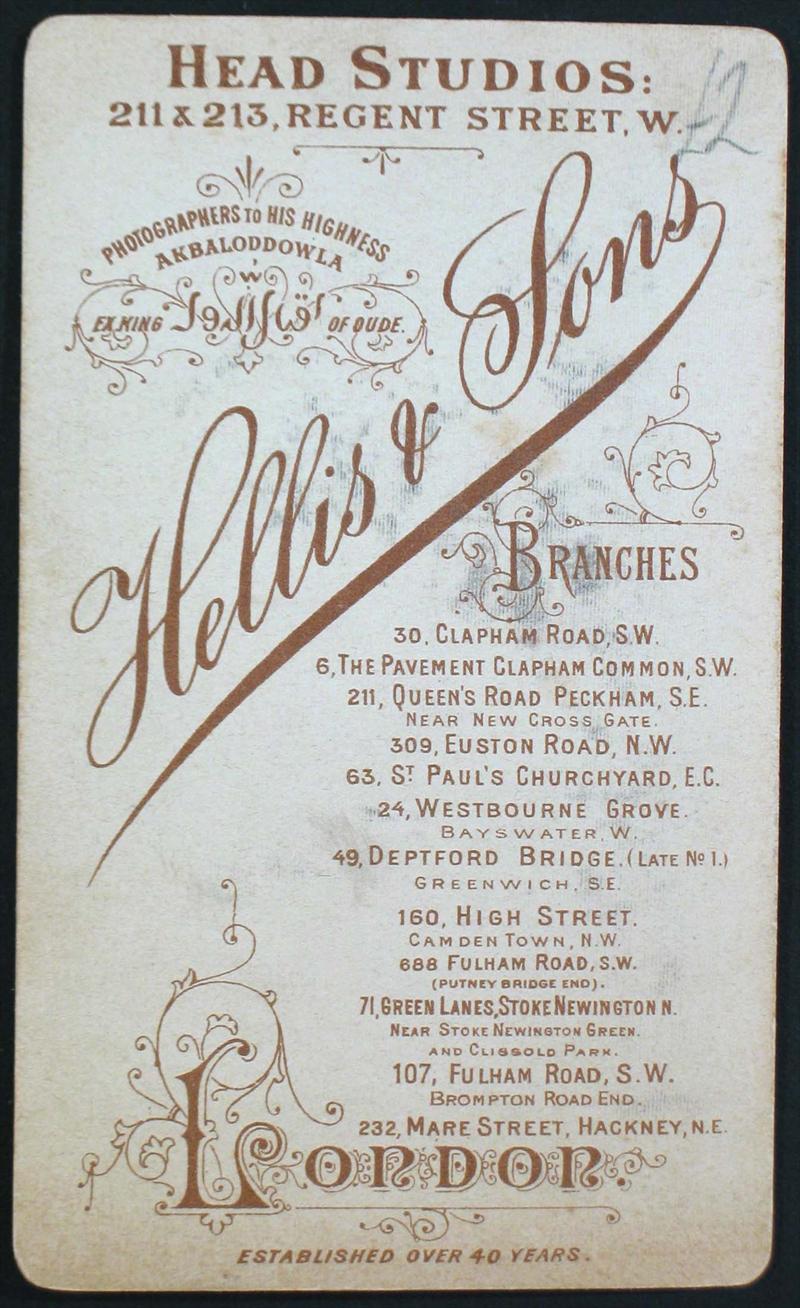 HEAD STUDIOS:
211 & 213, REGENT STREET, W.
£2
PHOTOGRAPHERS TO HIS HIGHNESS
AKBALODDOWLA
EX KING اقبال الدولة OF OUDE.
Hellis & Sons
BRANCHES
30, CLAPHAM ROAD, S.W.
6, THE PAVEMENT CLAPHAM COMMON, S.W.
211, QUEEN'S ROAD PECKHAM, S.E.
NEAR NEW CROSS GATE.
309, EUSTON ROAD, N.W.
63, ST PAUL'S CHURCHYARD, E.C.
24, WESTBOURNE GROVE.
BAYSWATER, W.
49, DEPTFORD BRIDGE. (LATE No 1.)
GREENWICH, S.E.
160, HIGH STREET.
CAMDEN TOWN, N.W.
688 FULHAM ROAD, S.W.
(PUTNEY BRIDGE END).
71, GREEN LANES, STOKE NEWINGTON N.
NEAR STOKE NEWINGTON GREEN.
AND CLISSOLD PARK.
107, FULHAM ROAD, S.W.
BROMPTON ROAD END.
232, MARE STREET, HACKNEY, N.E.
LONDON.
ESTABLISHED OVER 40 YEARS.